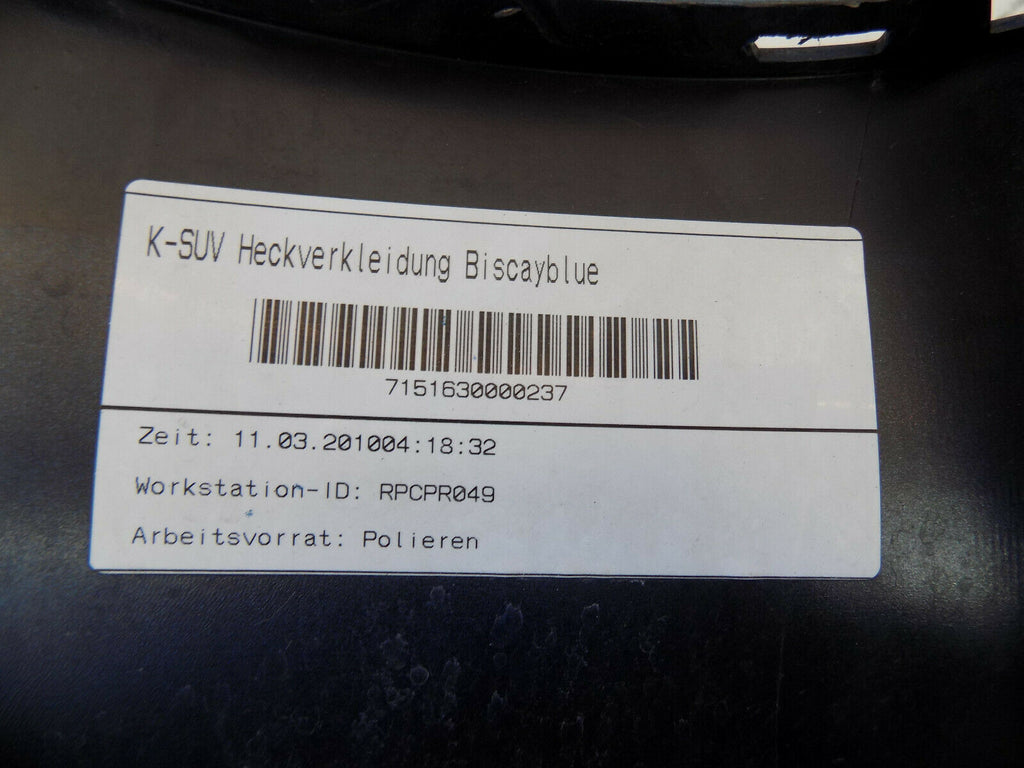 K-SUV Heckverkleidung Biscayblue
7151630000237
Zeit: 11.03.201004:18:32
Workstation-ID: RPCPR049
Arbeitsvorrat: Polieren